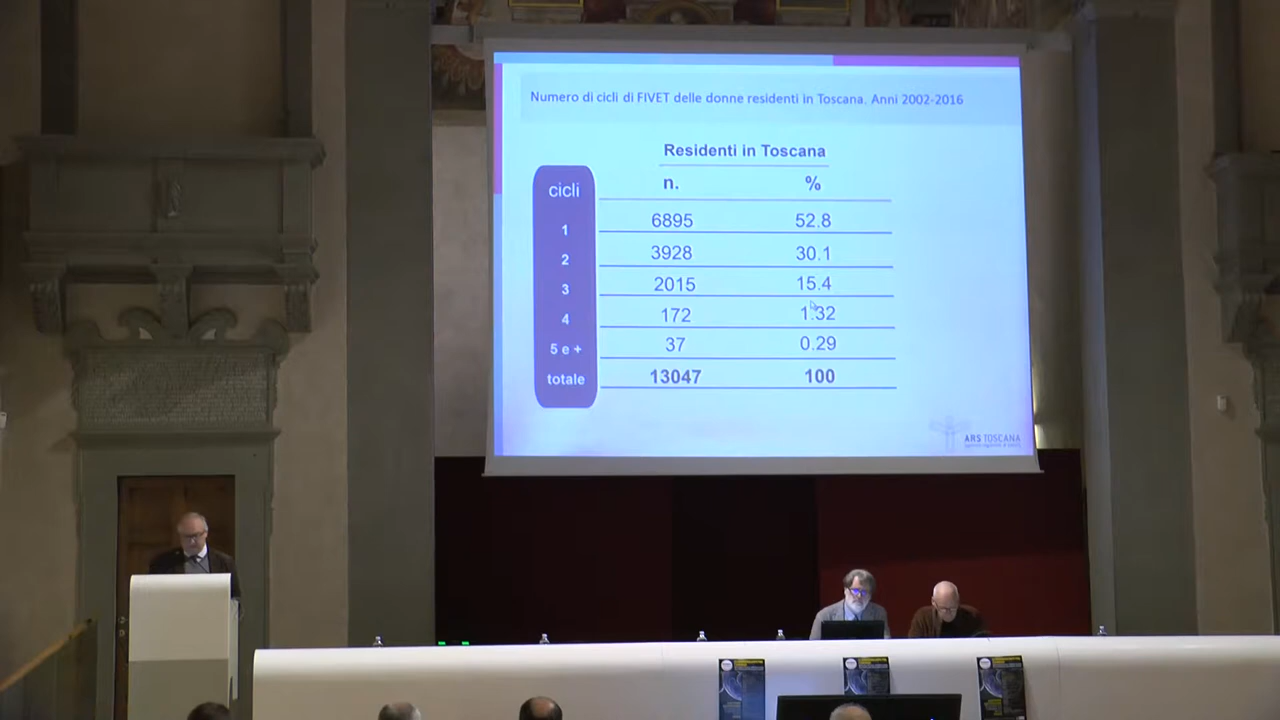 Numero di cicli di FIVET delle donne residenti in Toscana. Anni 2002-2016
Residenti in Toscana
cicli n. %
1 6895 52.8
2 3928 30.1
3 2015 15.4
4 172 1.32
5 e + 37 0.29
totale 13047 100
ARS TOSCANA